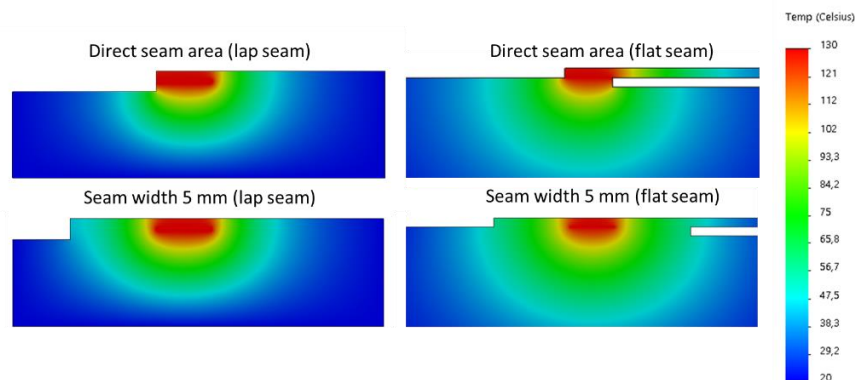 Temp (Celsius)
Direct seam area (lap seam)
Direct seam area (flat seam)
Seam width 5 mm (lap seam)
Seam width 5 mm (flat seam)
130
121
112
102
93,3
84,2
75
65,8
56,7
47,5
38,3
29,2
20